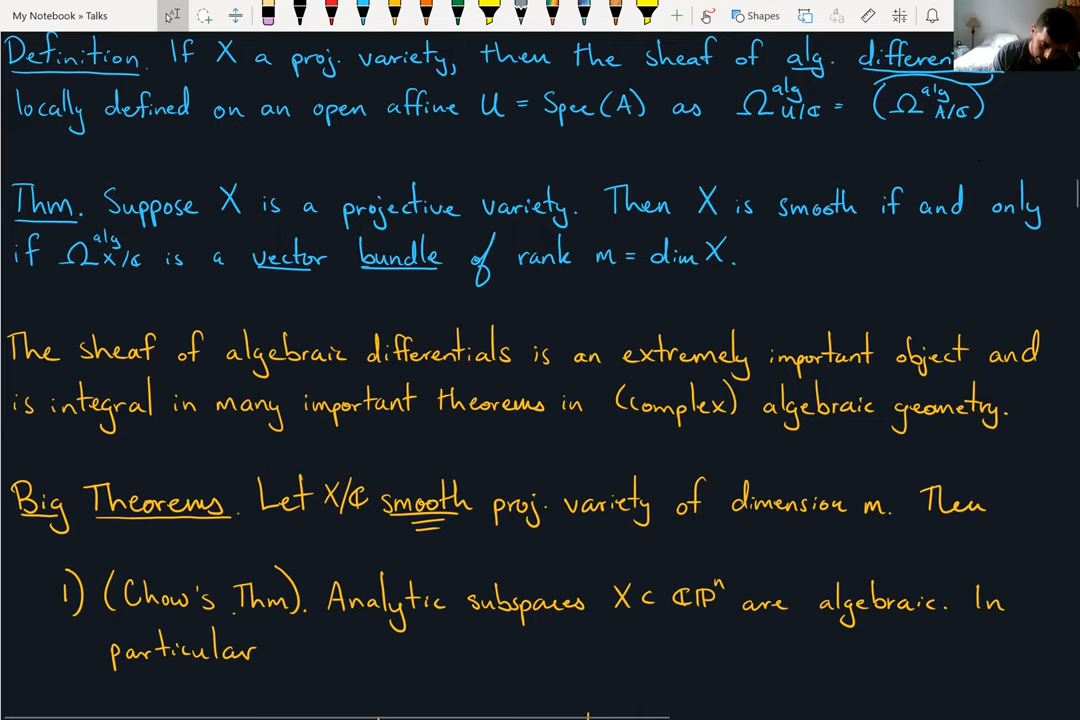 My Notebook » Talks
Shapes
Definition. If X a proj. variety, then the sheaf of alg.
locally defined on an open affine U = Spec(A) as Ω^alg_U/ℂ = (Ω^alg_A/ℂ)
Thm. Suppose X is a projective variety. Then X is smooth if and only
if Ω^alg_X/ℂ is a vector bundle of rank m = dim X.
The sheaf of algebraic differentials is an extremely important object and
is integral in many important theorems in (complex) algebraic geometry.
Big Theorems. Let X/ℂ smooth proj. variety of dimension m. Then
1) (Chow's Thm). Analytic subspaces X ⊂ ℂℙ^n are algebraic. In
particular